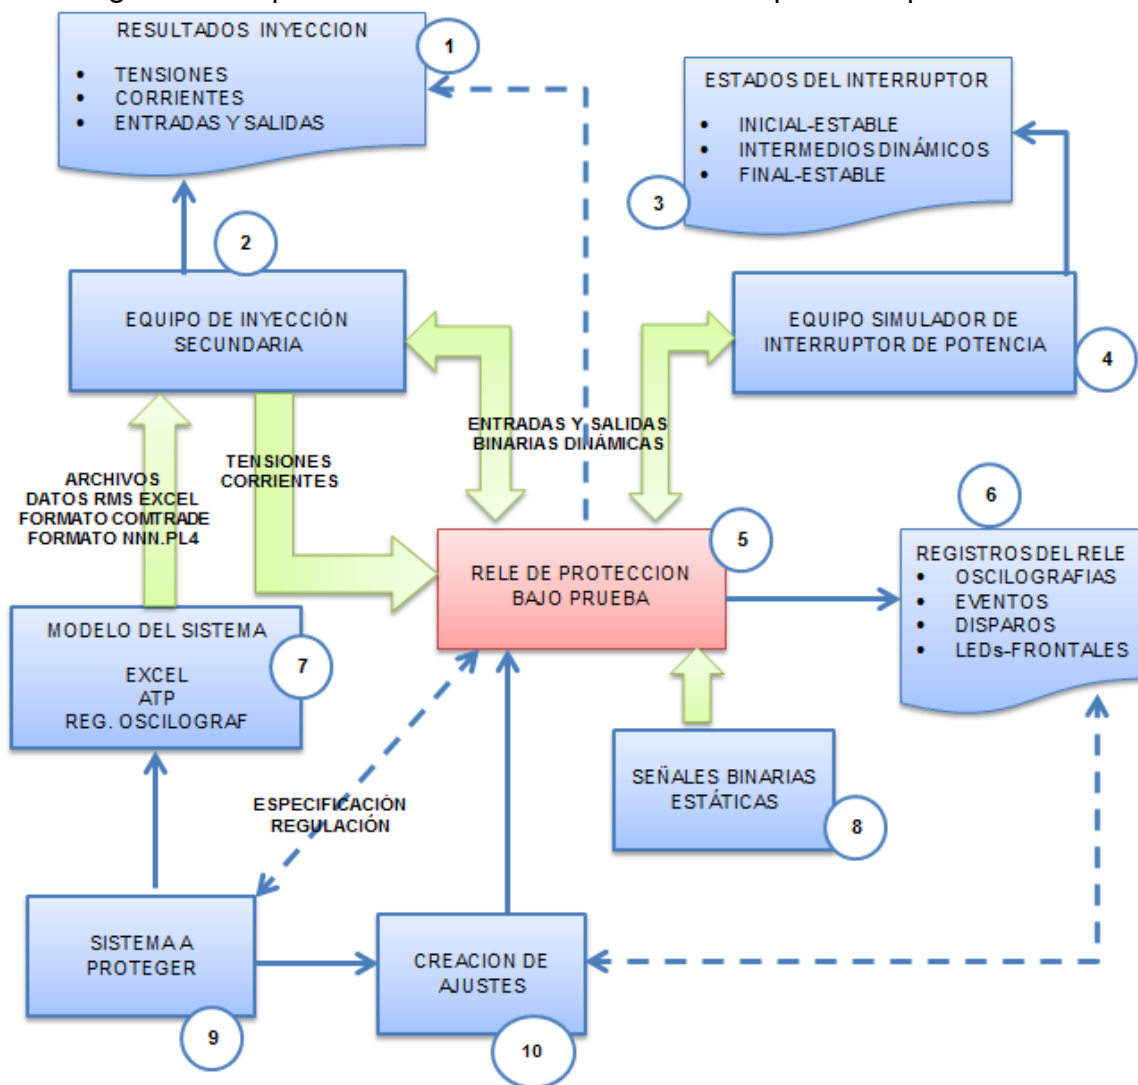 RESULTADOS INYECCION
• TENSIONES
• CORRIENTES
• ENTRADAS Y SALIDAS
1
ESTADOS DEL INTERRUPTOR
• INICIAL-ESTABLE
• INTERMEDIOS DINÁMICOS
• FINAL-ESTABLE
3
2
EQUIPO DE INYECCIÓN
SECUNDARIA
EQUIPO SIMULADOR DE
INTERRUPTOR DE POTENCIA
4
ENTRADAS Y SALIDAS
BINARIAS DINÁMICAS
TENSIONES
CORRIENTES
ARCHIVOS
DATOS RMS EXCEL
FORMATO COMTRADE
FORMATO NNN.PL4
5
RELE DE PROTECCION
BAJO PRUEBA
6
REGISTROS DEL RELE
• OSCILOGRAFIAS
• EVENTOS
• DISPAROS
• LEDs-FRONTALES
MODELO DEL SISTEMA
EXCEL
ATP
REG. OSCILOGRAF
7
SEÑALES BINARIAS
ESTÁTICAS
8
ESPECIFICACIÓN
REGULACIÓN
SISTEMA A
PROTEGER
9
CREACION DE
AJUSTES
10